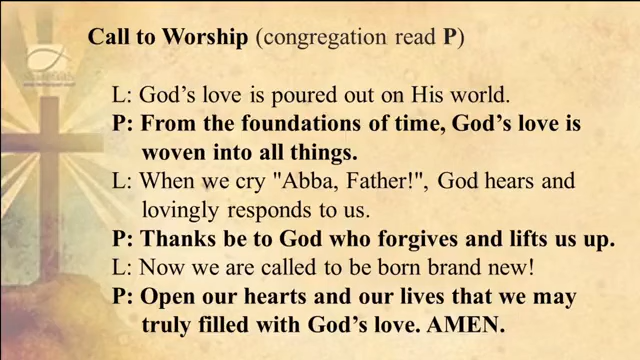 Call to Worship (congregation read P)
L: God's love is poured out on His world.
P: From the foundations of time, God's love is
woven into all things.
L: When we cry "Abba, Father!", God hears and
lovingly responds to us.
P: Thanks be to God who forgives and lifts us up.
L: Now we are called to be born brand new!
P: Open our hearts and our lives that we may
truly filled with God's love. AMEN.